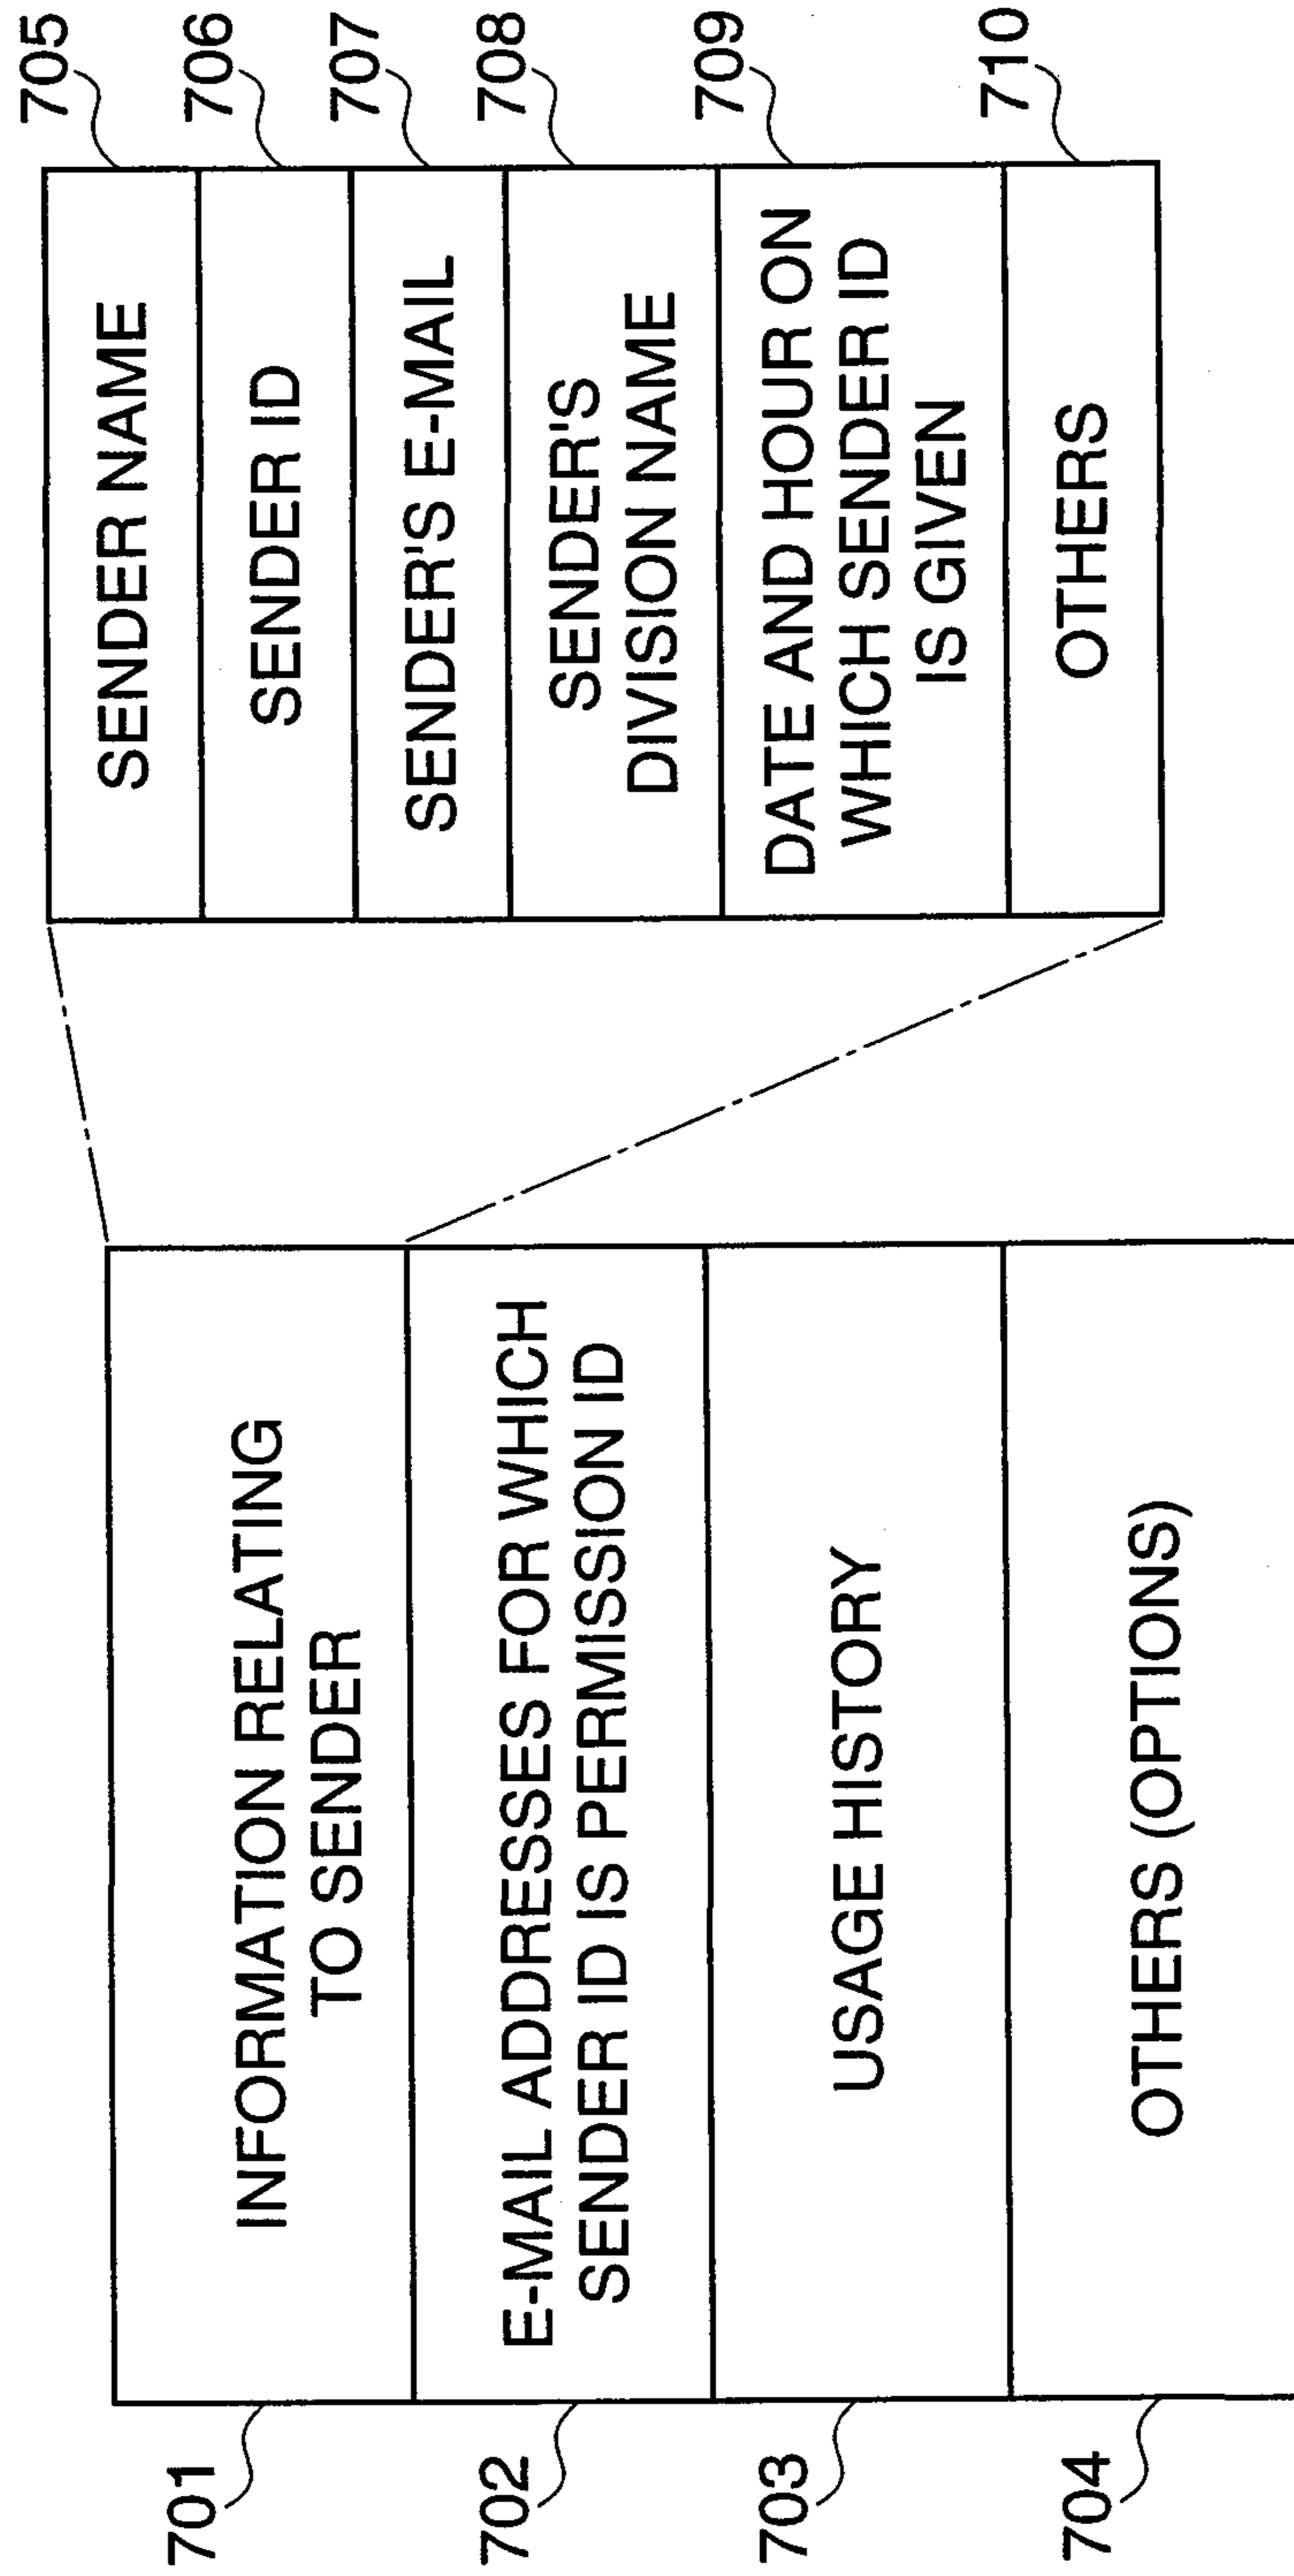 701
INFORMATION RELATING
TO SENDER
702
E-MAIL ADDRESSES FOR WHICH
SENDER ID IS PERMISSION ID
703
USAGE HISTORY
704
OTHERS (OPTIONS)
SENDER NAME
705
SENDER ID
706
SENDER'S E-MAIL
707
SENDER'S
DIVISION NAME
708
DATE AND HOUR ON
WHICH SENDER ID
IS GIVEN
709
OTHERS
710